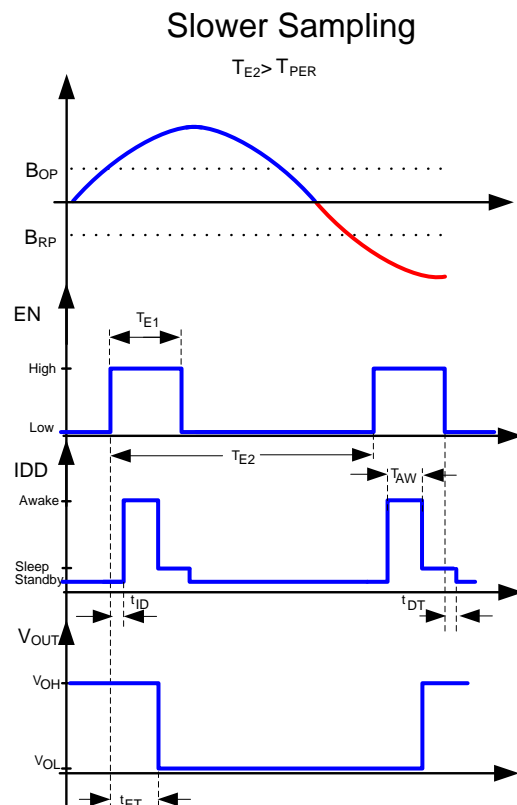 Slower Sampling
TE2> TPER
BOP
BRP
EN
TE1
High
Low
TE2
IDD
TAW
Awake
Sleep
Standby
tID
tDT
VOUT
VOH
VOL
tET